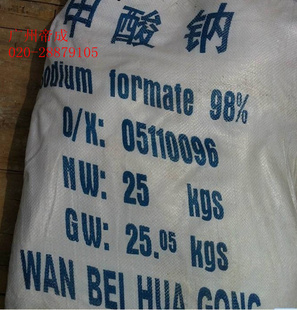 甲酸钠
020-23879105
odium formate 98%
O/X: 05110096
NW: 25 kgs
GW: 25.05 kgs
WAN BEI HUA GONG